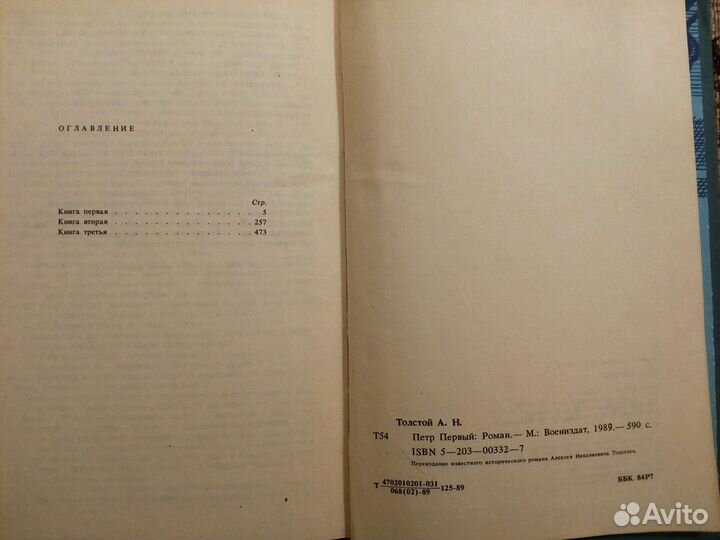 ОГЛАВЛЕНИЕ
Стр.
Книга первая . . . . . . . . . . . . . . . 5
Книга вторая . . . . . . . . . . . . . . . 257
Книга третья . . . . . . . . . . . . . . . 473
Толстой А. Н.
Т54 Петр Первый: Роман.— М.: Воениздат, 1989.— 590 с.
ISBN 5—203—00332—7
Переиздание известного исторического романа Алексея Николаевича Толстого.
Т 4702010201-031/068(02)-89 125-89
ББК 84Р7
Avito